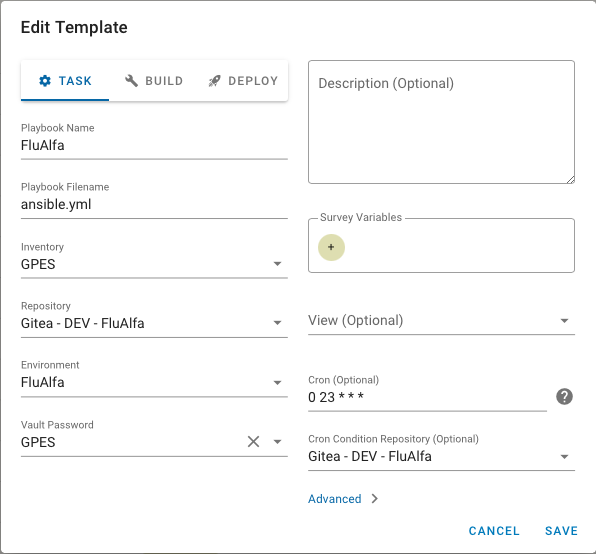 Edit Template
TASK
BUILD
DEPLOY
Playbook Name
FluAlfa
Playbook Filename
ansible.yml
Inventory
GPES
Repository
Gitea - DEV - FluAlfa
Environment
FluAlfa
Vault Password
GPES
Description (Optional)
Survey Variables
+
View (Optional)
Cron (Optional)
0 23 * * *
?
Cron Condition Repository (Optional)
Gitea - DEV - FluAlfa
Advanced
CANCEL
SAVE